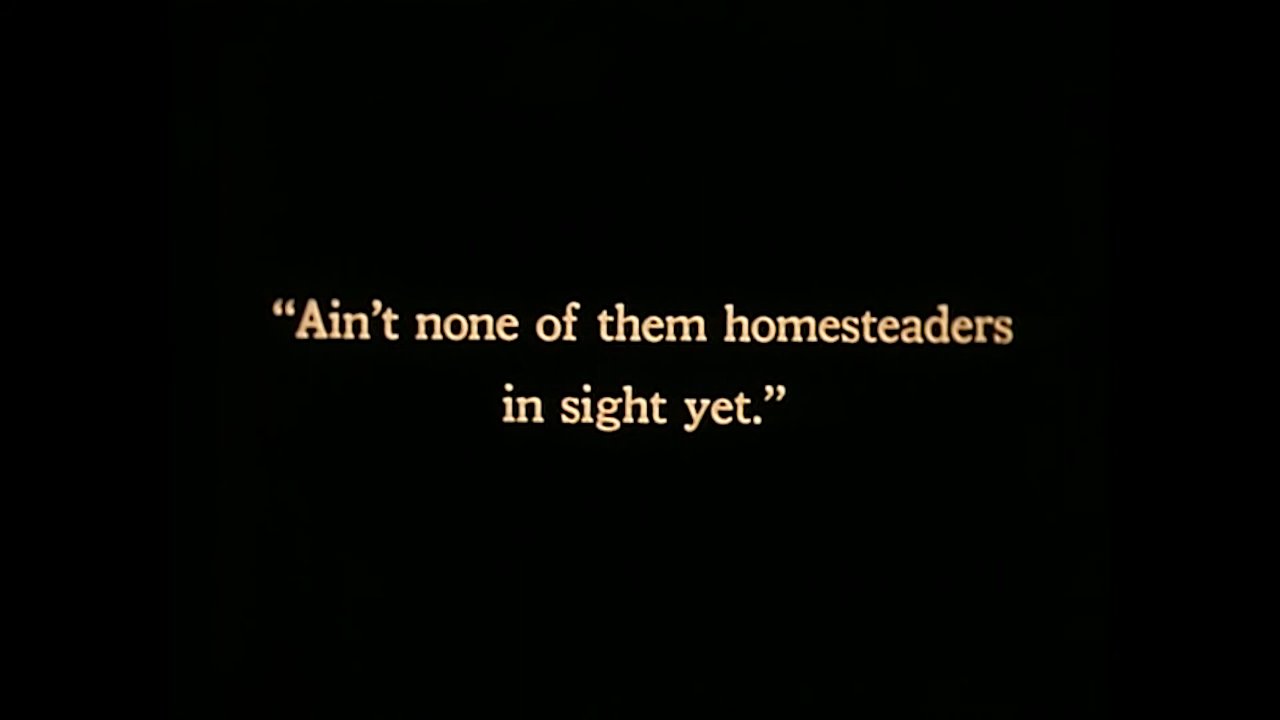 “Ain’t none of them homesteaders
in sight yet.”